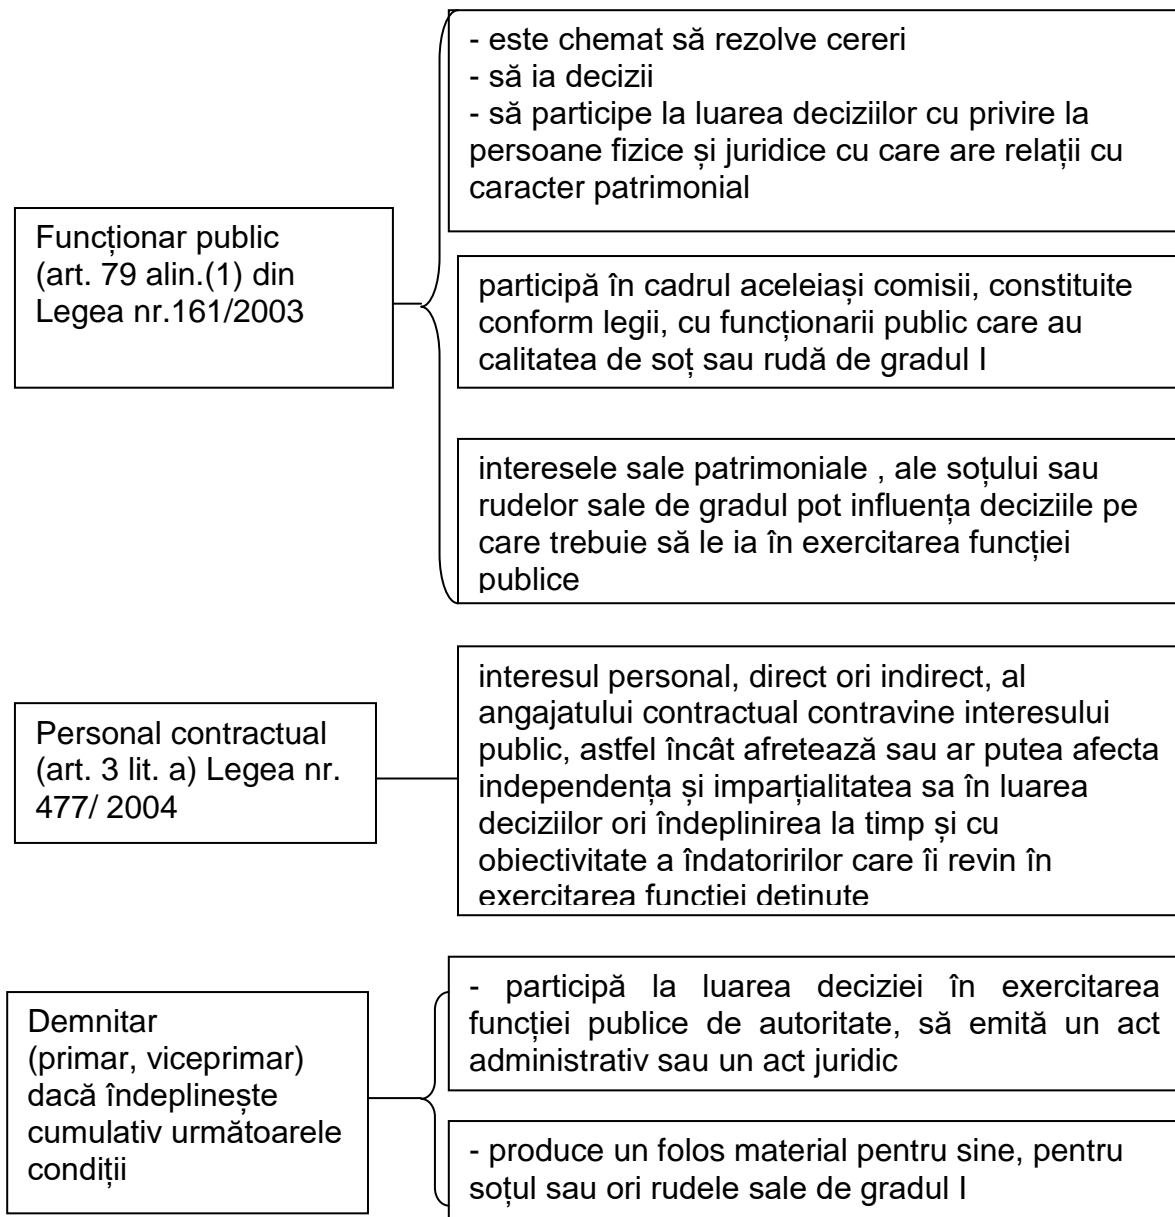 - este chemat să rezolve cereri
- să ia decizii
- să participe la luarea deciziilor cu privire la
persoane fizice și juridice cu care are relații cu
caracter patrimonial
Funcționar public
(art. 79 alin.(1) din
Legea nr.161/2003
participă în cadrul aceleiași comisii, constituite
conform legii, cu funcționarii public care au
calitatea de soț sau rudă de gradul I
interesele sale patrimoniale , ale soțului sau
rudelor sale de gradul pot influența deciziile pe
care trebuie să le ia în exercitarea funcției
publice
Personal contractual
(art. 3 lit. a) Legea nr.
477/ 2004
interesul personal, direct ori indirect, al
angajatului contractual contravine interesului
public, astfel încât afretează sau ar putea afecta
independența și imparțialitatea sa în luarea
deciziilor ori îndeplinirea la timp și cu
obiectivitate a îndatoririlor care îi revin în
exercitarea funcției deținute
Demnitar
(primar, viceprimar)
dacă îndeplinește
cumulativ următoarele
condiții
- participă la luarea deciziei în exercitarea
funcției publice de autoritate, să emită un act
administrativ sau un act juridic
- produce un folos material pentru sine, pentru
soțul sau ori rudele sale de gradul I